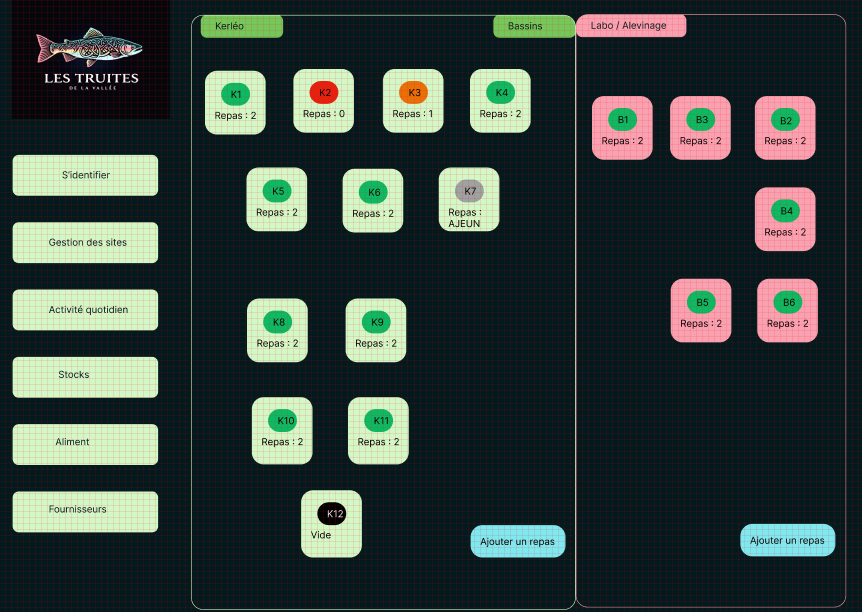 LES TRUITES
DE LA VALLÉE
S'identifier
Gestion des sites
Activité quotidien
Stocks
Aliment
Fournisseurs
Kerléo
Bassins
K1
Repas : 2
K2
Repas : 0
K3
Repas : 1
K4
Repas : 2
K5
Repas : 2
K6
Repas : 2
K7
Repas :
AJEUN
K8
Repas : 2
K9
Repas : 2
K10
Repas : 2
K11
Repas : 2
K12
Vide
Ajouter un repas
Labo / Alevinage
B1
Repas : 2
B3
Repas : 2
B2
Repas : 2
B4
Repas : 2
B5
Repas : 2
B6
Repas : 2
Ajouter un repas